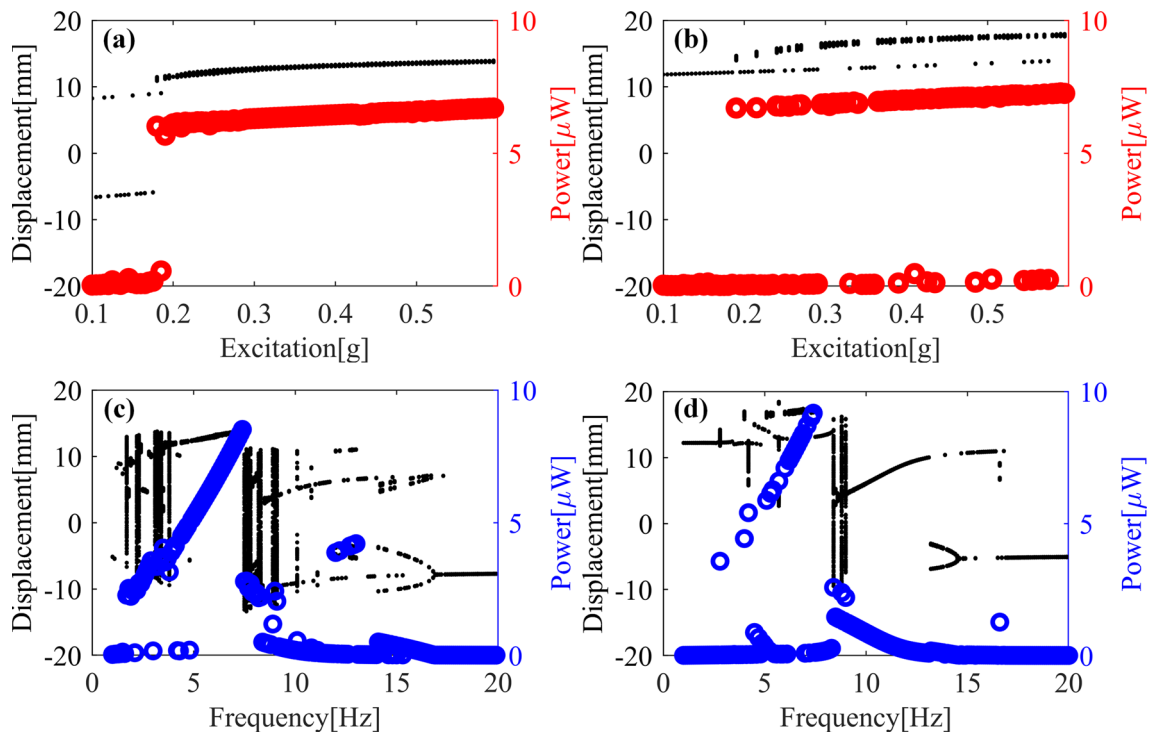 (a)
20
10
0
-10
-20
Displacement[mm]
10
5
0
Power[μW]
0.1 0.2 0.3 0.4 0.5
Excitation[g]
(b)
20
10
0
-10
-20
Displacement[mm]
10
5
0
Power[μW]
0.1 0.2 0.3 0.4 0.5
Excitation[g]
(c)
20
10
0
-10
-20
Displacement[mm]
10
5
0
Power[μW]
0 5 10 15 20
Frequency[Hz]
(d)
20
10
0
-10
-20
Displacement[mm]
10
5
0
Power[μW]
5 10 15 20
Frequency[Hz]